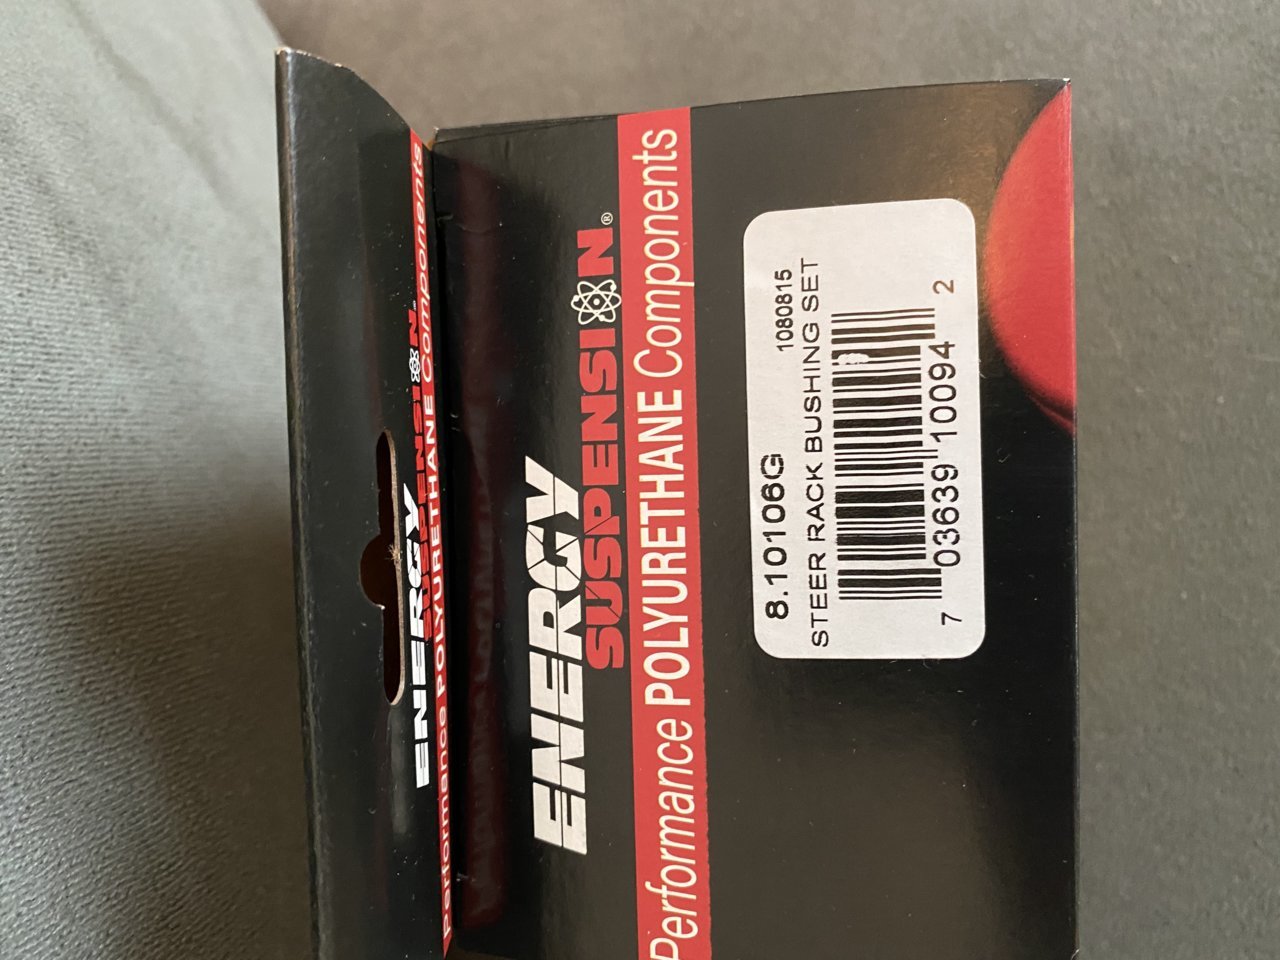 ENERGY
SUSPENSION.
Performance POLYURETHANE Components
ENERGY
SUSPENSION®
Performance POLYURETHANE Components
8.10106G 1080815
STEER RACK BUSHING SET
7 03639 10094 2